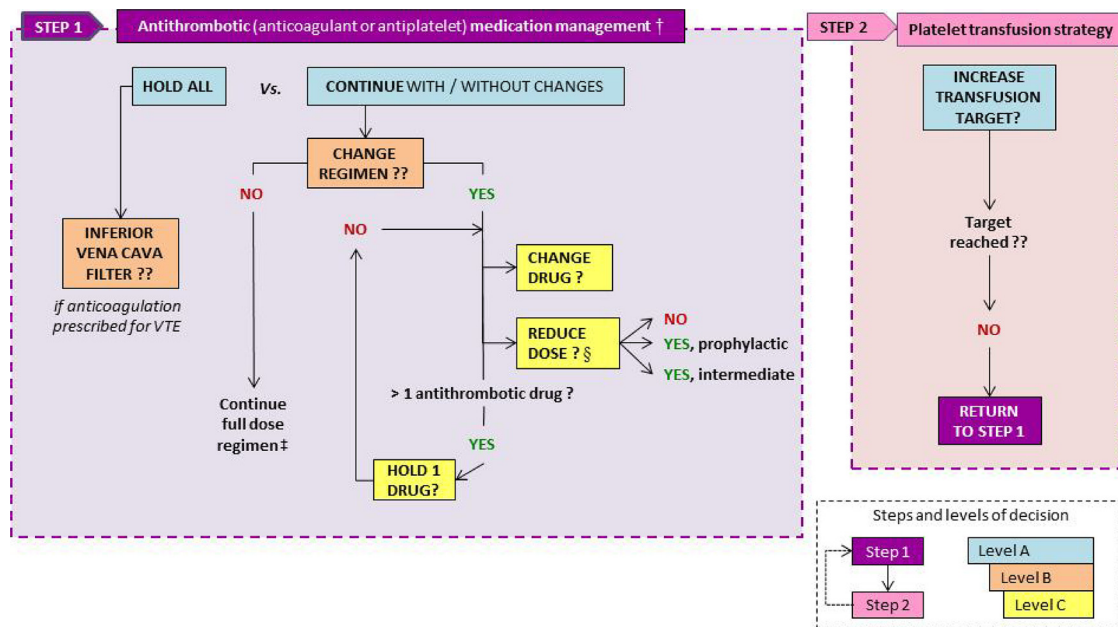 STEP 1
Antithrombotic (anticoagulant or antiplatelet) medication management †
HOLD ALL
Vs.
CONTINUE WITH / WITHOUT CHANGES
CHANGE
REGIMEN ??
NO
YES
INFERIOR
VENA CAVA
FILTER ??
if anticoagulation
prescribed for VTE
NO
CHANGE
DRUG ?
REDUCE
DOSE ? §
NO
YES, prophylactic
YES, intermediate
Continue
full dose
regimen ‡
> 1 antithrombotic drug ?
YES
HOLD 1
DRUG?
STEP 2
Platelet transfusion strategy
INCREASE
TRANSFUSION
TARGET?
Target
reached ??
NO
RETURN
TO STEP 1
Steps and levels of decision
Step 1
Step 2
Level A
Level B
Level C